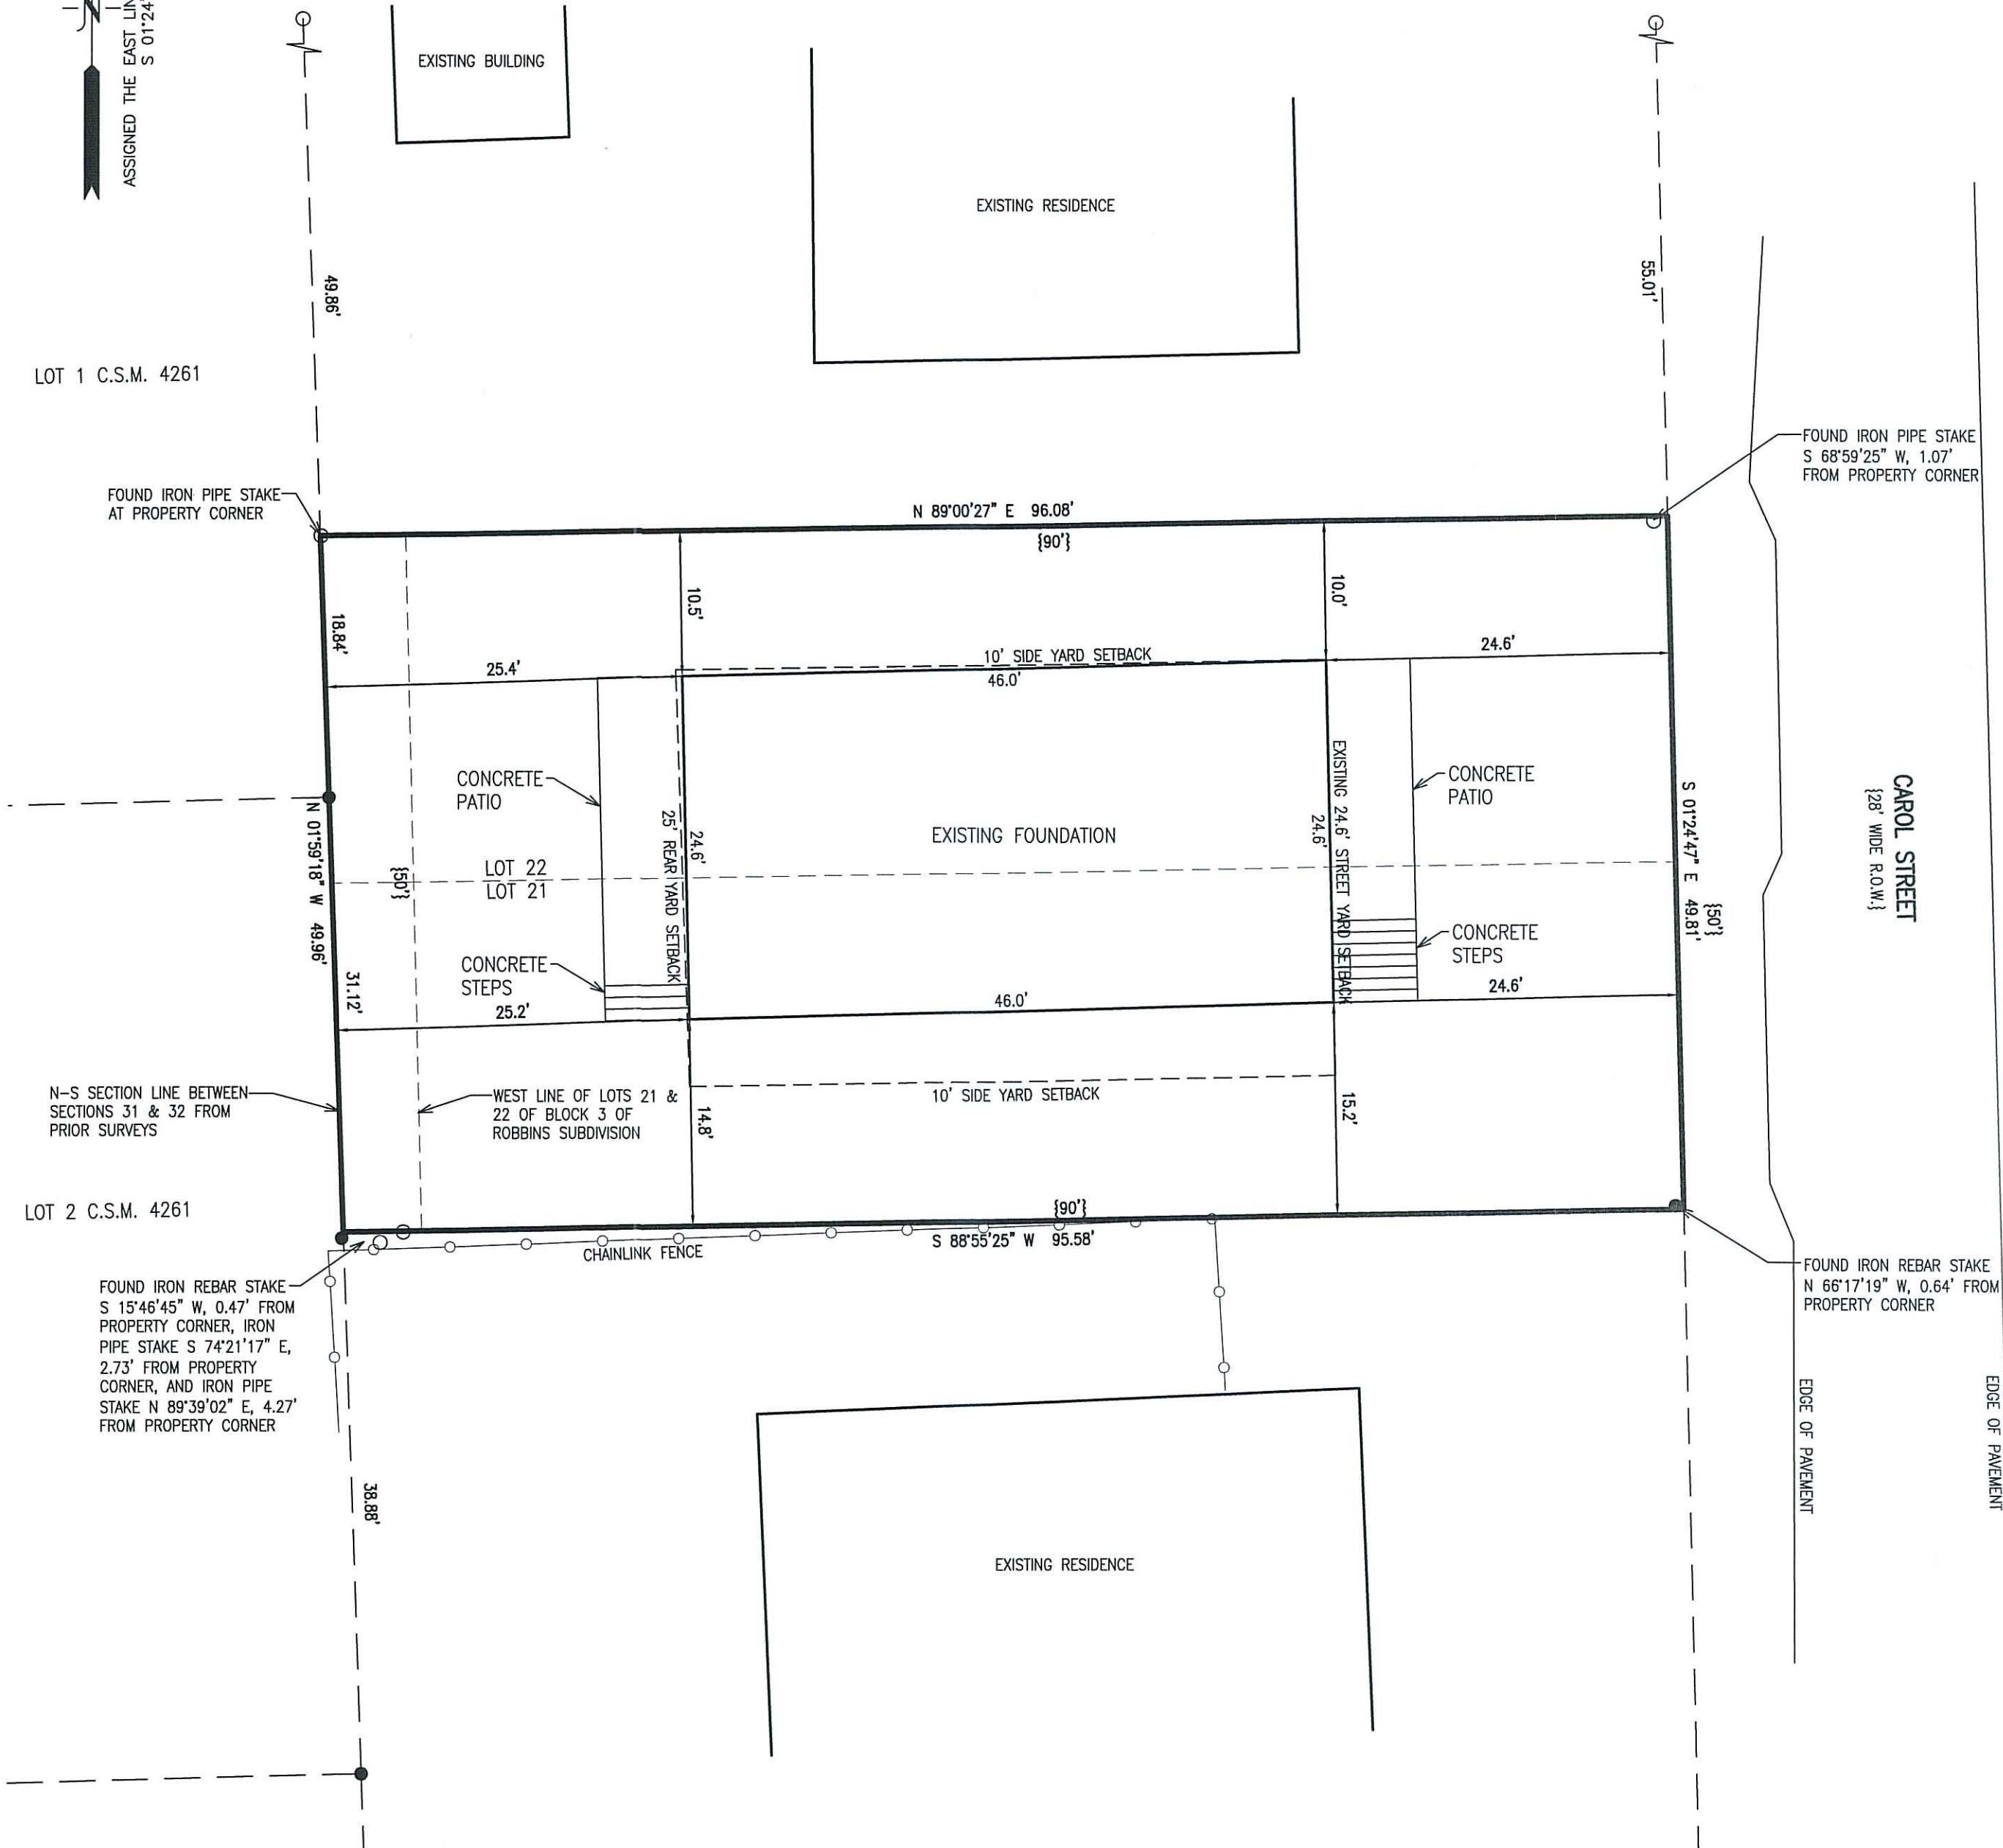 N
ASSIGNED THE EAST LIN
S 01°24'
EXISTING BUILDING
EXISTING RESIDENCE
49.86'
55.01'
LOT 1 C.S.M. 4261
FOUND IRON PIPE STAKE
AT PROPERTY CORNER
FOUND IRON PIPE STAKE
S 68°59'25" W, 1.07'
FROM PROPERTY CORNER
N 89°00'27" E 96.08'
{90'}
18.84'
10.5'
10.0'
10' SIDE YARD SETBACK
46.0'
25.4'
24.6'
CONCRETE
PATIO
25' REAR YARD SETBACK
24.6'
EXISTING FOUNDATION
24.6'
EXISTING 24.6' STREET YARD SETBACK
CONCRETE
PATIO
S 01°24'47" E 49.81'
{50'}
CAROL STREET
{28' WIDE R.O.W.}
N 01°59'18" W 49.96'
{50'}
LOT 22
LOT 21
CONCRETE
STEPS
CONCRETE
STEPS
31.12'
25.2'
46.0'
24.6'
N-S SECTION LINE BETWEEN
SECTIONS 31 & 32 FROM
PRIOR SURVEYS
WEST LINE OF LOTS 21 &
22 OF BLOCK 3 OF
ROBBINS SUBDIVISION
14.8'
10' SIDE YARD SETBACK
15.2'
LOT 2 C.S.M. 4261
{90'}
S 88°55'25" W 95.58'
CHAINLINK FENCE
FOUND IRON REBAR STAKE
S 15°46'45" W, 0.47' FROM
PROPERTY CORNER, IRON
PIPE STAKE S 74°21'17" E,
2.73' FROM PROPERTY
CORNER, AND IRON PIPE
STAKE N 89°39'02" E, 4.27'
FROM PROPERTY CORNER
FOUND IRON REBAR STAKE
N 66°17'19" W, 0.64' FROM
PROPERTY CORNER
EDGE OF PAVEMENT
EDGE OF PAVEMENT
38.88'
EXISTING RESIDENCE